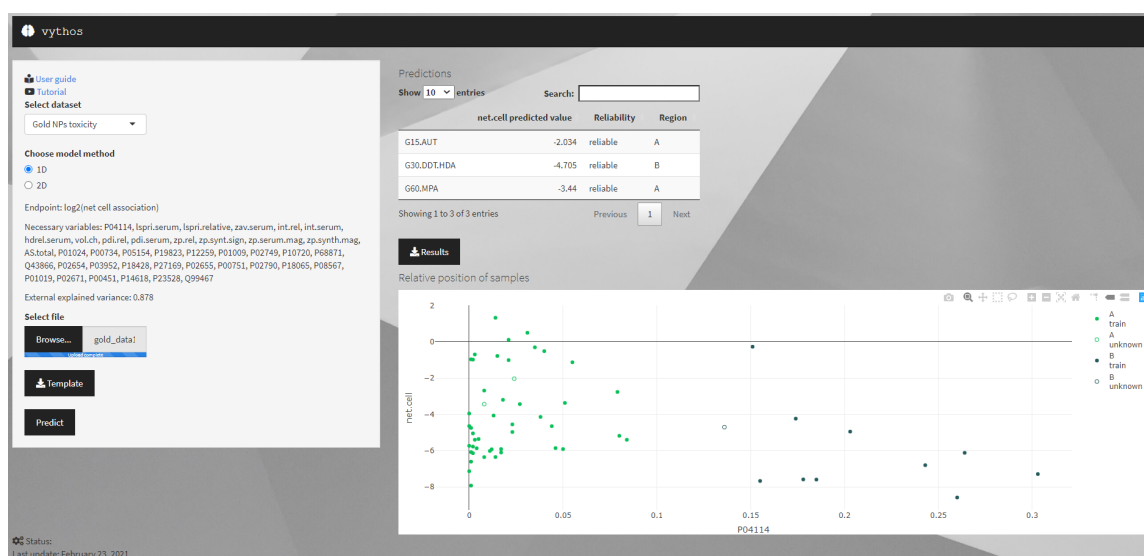 vythos
User guide
Tutorial
Select dataset
Gold NPs toxicity
Choose model method
1D
2D
Endpoint: log2(net cell association)
Necessary variables: P04114, lspri.serum, lspri.relative, zav.serum, int.rel, int.serum,
hdrel.serum, vol.ch, pdi.rel, pdi.serum, zp.rel, zp.synt.sign, zp.serum.mag, zp.synth.mag,
AS.total, P01024, P00734, P05154, P19823, P12259, P01009, P02749, P10720, P68871,
Q43866, P02654, P03952, P18428, P27169, P02655, P00751, P02790, P18065, P08567,
P01019, P02671, P00451, P14618, P23528, Q99467
External explained variance: 0.878
Select file
Browse... gold_data1
Upload complete
Template
Predict
Status:
Last update: February 23, 2021
Predictions
Show 10 entries Search:
net.cell predicted value Reliability Region
G15.AUT -2.034 reliable A
G30.DDT.HDA -4.705 reliable B
G60.MPA -3.44 reliable A
Showing 1 to 3 of 3 entries Previous 1 Next
Results
Relative position of samples
2
0
−2
−4
−6
−8
net.cell
0 0.05 0.1 0.15 0.2 0.25 0.3
P04114
A
train
A
unknown
B
train
B
unknown